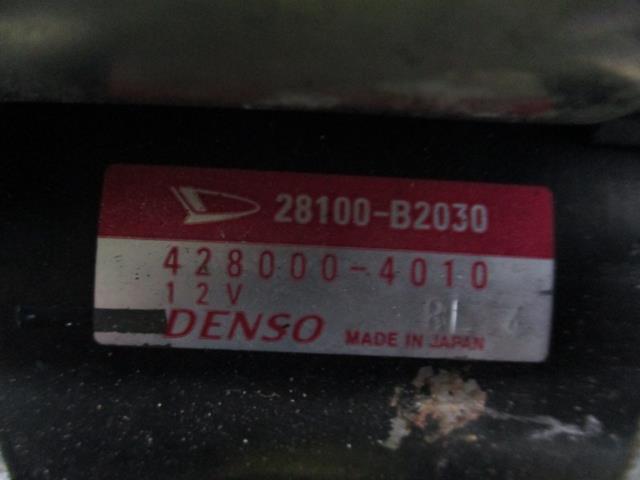 28100-B2030
428000-4010
12V
DENSO MADE IN JAPAN